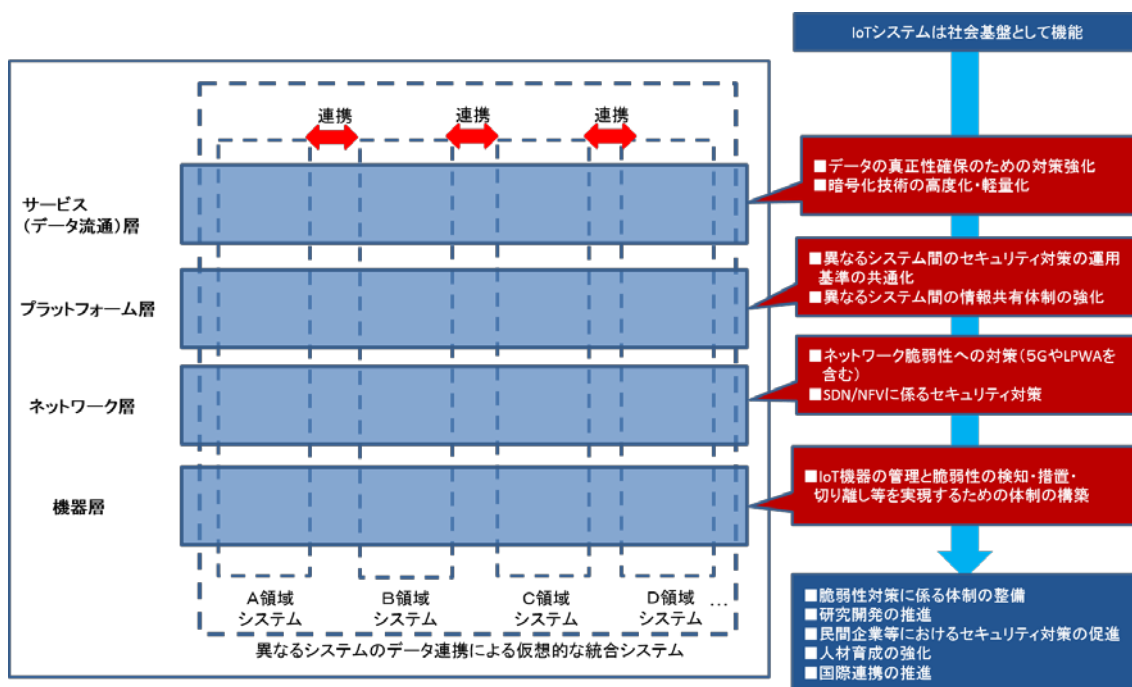 IoTシステムは社会基盤として機能
連携
連携
連携
サービス
(データ流通)層
プラットフォーム層
ネットワーク層
機器層
■データの真正性確保のための対策強化
■暗号化技術の高度化・軽量化
■異なるシステム間のセキュリティ対策の運用
基準の共通化
■異なるシステム間の情報共有体制の強化
■ネットワーク脆弱性への対策(5GやLPWAを
含む)
■SDN/NFVに係るセキュリティ対策
■IoT機器の管理と脆弱性の検知・措置・
切り離し等を実現するための体制の構築
A領域
システム
B領域
システム
C領域
システム
D領域
システム
…
異なるシステムのデータ連携による仮想的な統合システム
■脆弱性対策に係る体制の整備
■研究開発の推進
■民間企業等におけるセキュリティ対策の促進
■人材育成の強化
■国際連携の推進